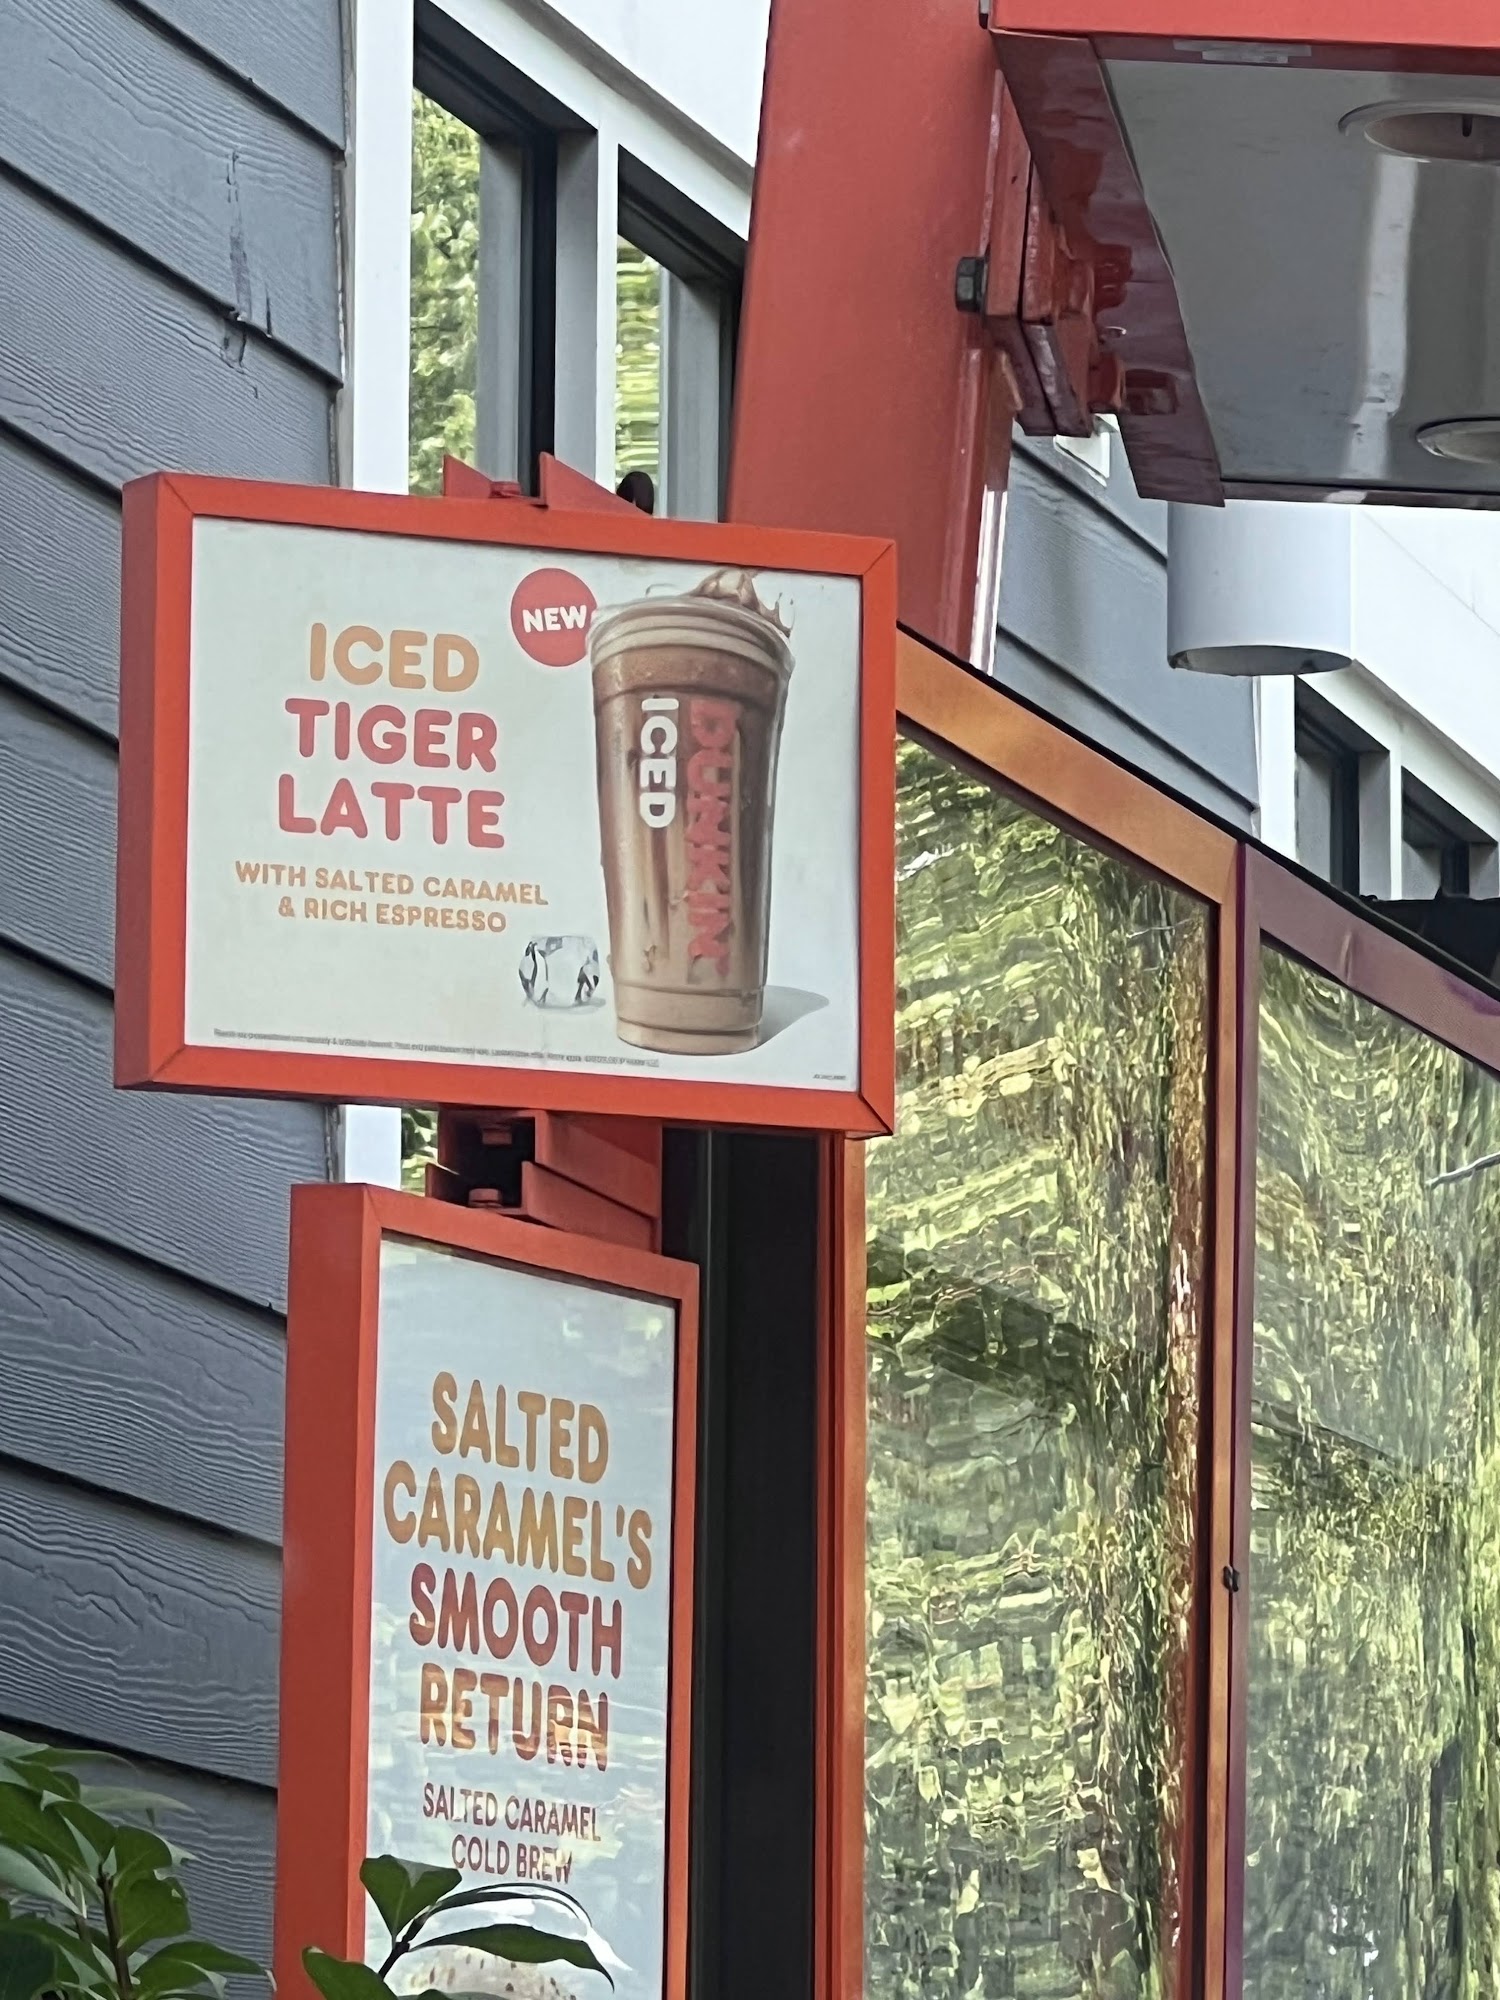 NEW
ICED
TIGER
LATTE
WITH SALTED CARAMEL
& RICH ESPRESSO
ICED
DUNKIN'
SALTED
CARAMEL'S
SMOOTH
RETURN
SALTED CARAMEL
COLD BREW